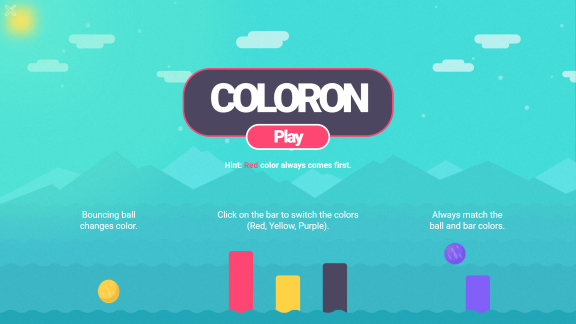 COLORON
Play
Hint: Red color always comes first.
Bouncing ball
changes color.
Click on the bar to switch the colors
(Red, Yellow, Purple).
Always match the
ball and bar colors.